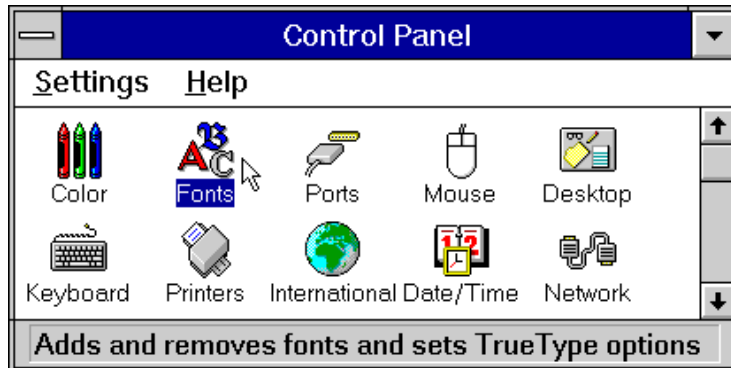 Control Panel
Settings Help
Color Fonts Ports Mouse Desktop
Keyboard Printers International Date/Time Network
Adds and removes fonts and sets TrueType options